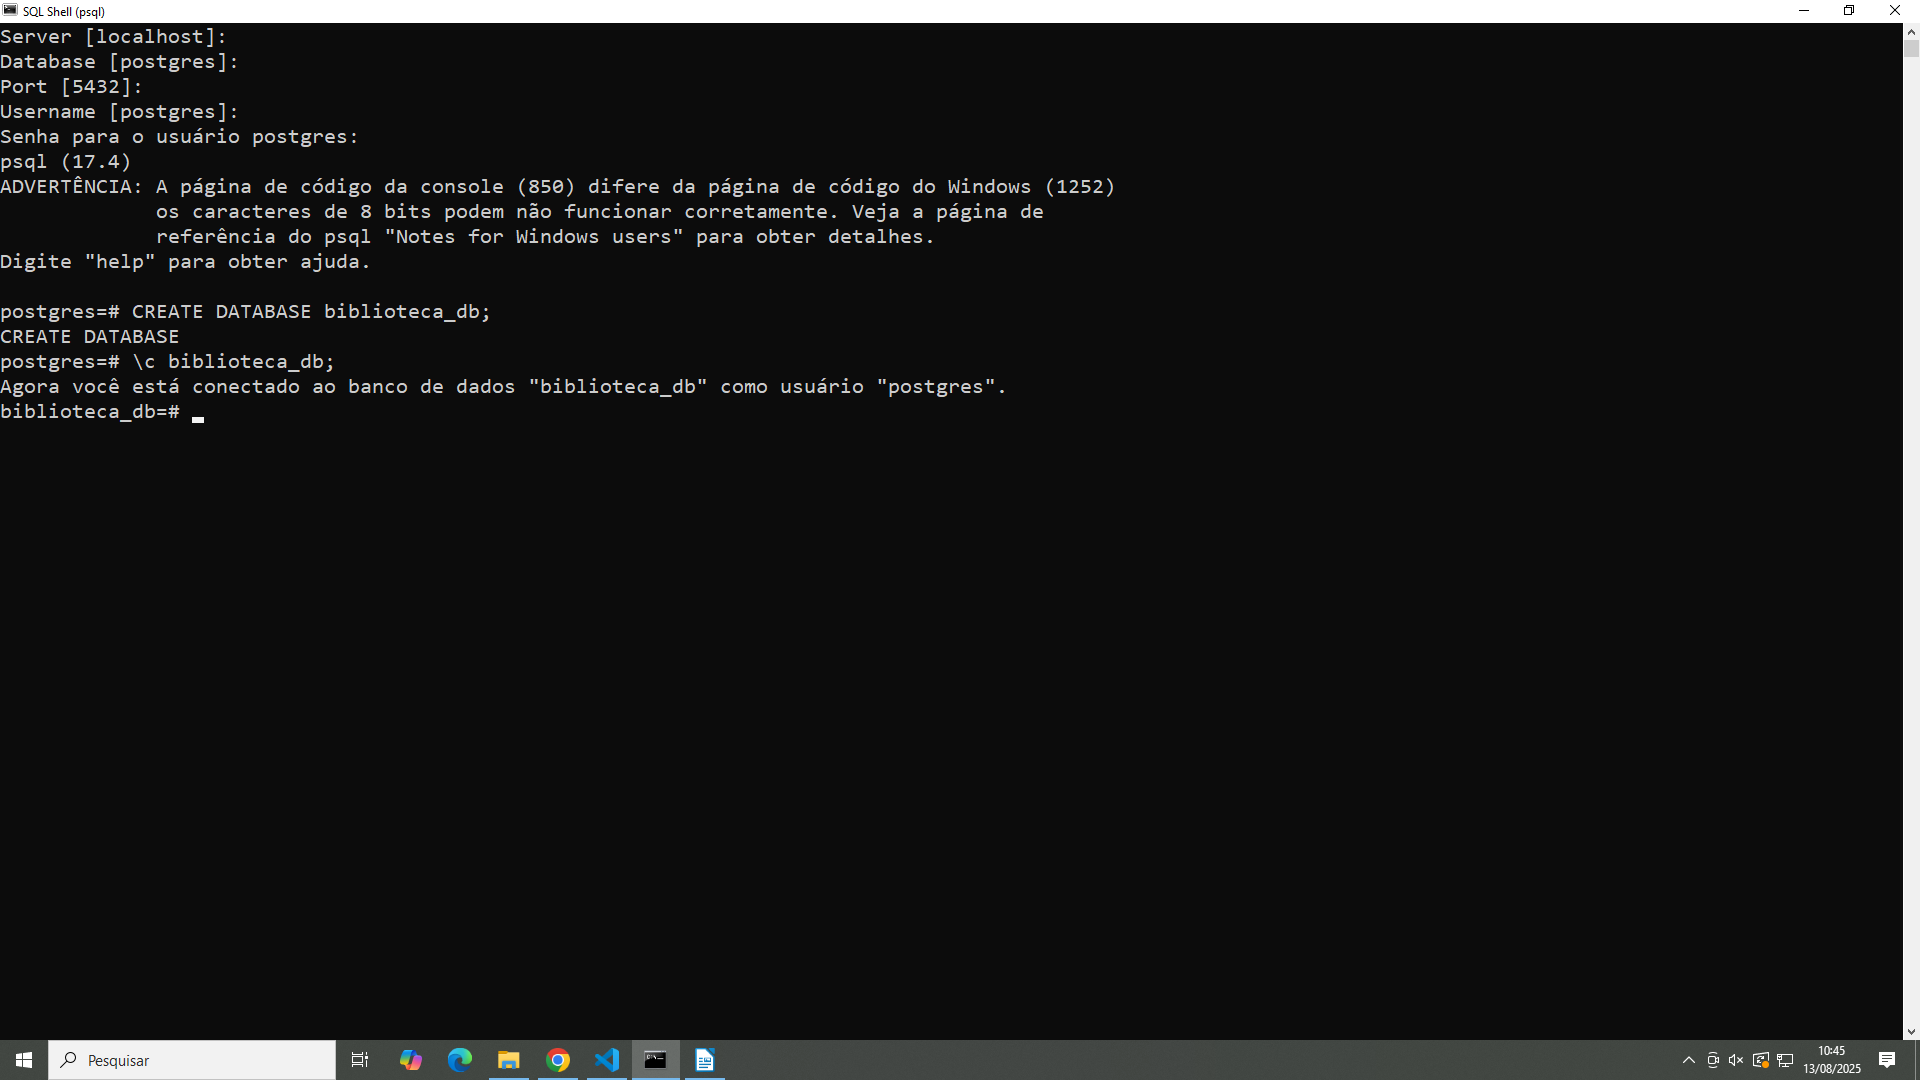 SQL Shell (psql)
Server [localhost]:
Database [postgres]:
Port [5432]:
Username [postgres]:
Senha para o usuário postgres:
psql (17.4)
ADVERTÊNCIA: A página de código da console (850) difere da página de código do Windows (1252)
os caracteres de 8 bits podem não funcionar corretamente. Veja a página de
referência do psql "Notes for Windows users" para obter detalhes.
Digite "help" para obter ajuda.
postgres=# CREATE DATABASE biblioteca_db;
CREATE DATABASE
postgres=# \c biblioteca_db;
Agora você está conectado ao banco de dados "biblioteca_db" como usuário "postgres".
biblioteca_db=#
Pesquisar
10:45
13/08/2025